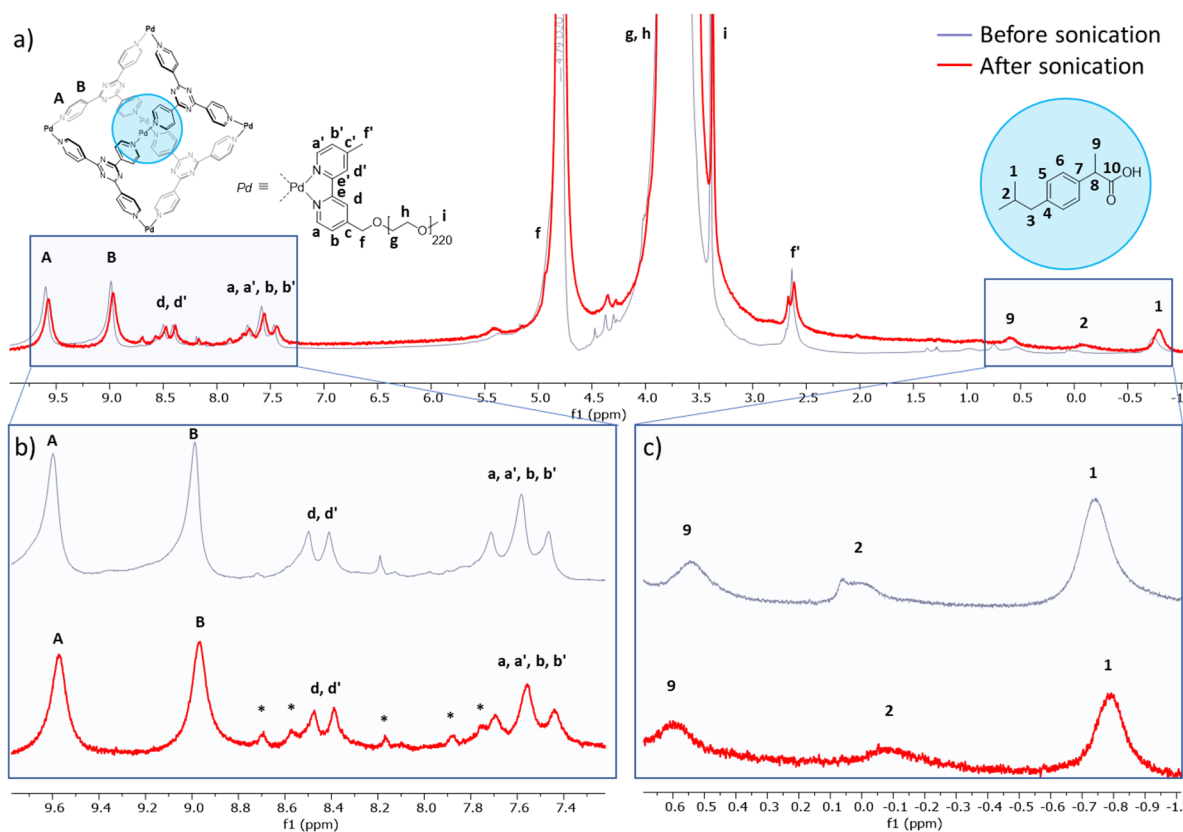 a)
g, h
i
4.79 D2O
Before sonication
After sonication
Pd
A
B
N
Pd ≡
a' b' c' f'
d'
e'
e
d
a b c
f
O
g
h
i
220
1
2
3
4
5
6
7
8
9
10
OH
O
A
B
d, d'
a, a', b, b'
f
f'
9
2
1
9.5 9.0 8.5 8.0 7.5 7.0 6.5 6.0 5.5 5.0 4.5 4.0 3.5 3.0 2.5 2.0 1.5 1.0 0.5 0.0 -0.5 -1
f1 (ppm)
b)
A
B
d, d'
a, a', b, b'
A
B
* *
d, d'
* * *
a, a', b, b'
9.6 9.4 9.2 9.0 8.8 8.6 8.4 8.2 8.0 7.8 7.6 7.4
f1 (ppm)
c)
9
2
1
9
2
1
0.6 0.5 0.4 0.3 0.2 0.1 0.0 -0.1 -0.2 -0.3 -0.4 -0.5 -0.6 -0.7 -0.8 -0.9 -1.0
f1 (ppm)